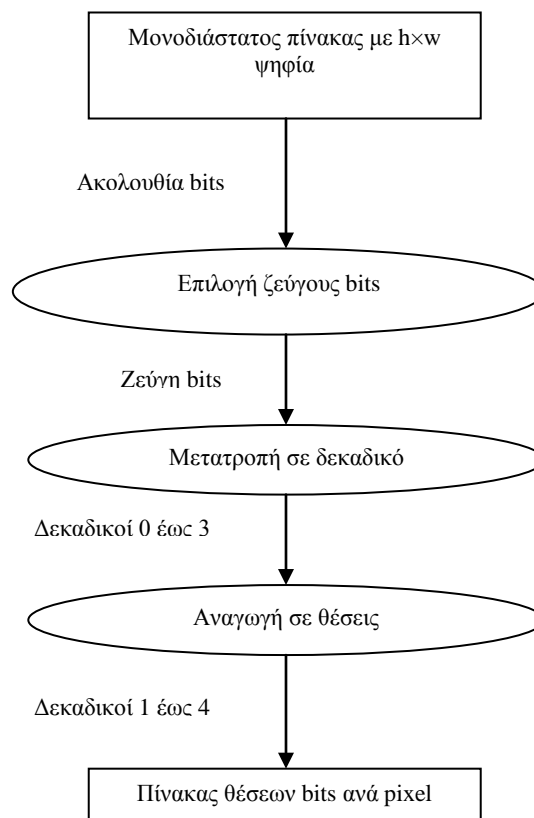 Μονοδιάστατος πίνακας με h×w
ψηφία
Ακολουθία bits
Επιλογή ζεύγους bits
Ζεύγη bits
Μετατροπή σε δεκαδικό
Δεκαδικοί 0 έως 3
Αναγωγή σε θέσεις
Δεκαδικοί 1 έως 4
Πίνακας θέσεων bits ανά pixel